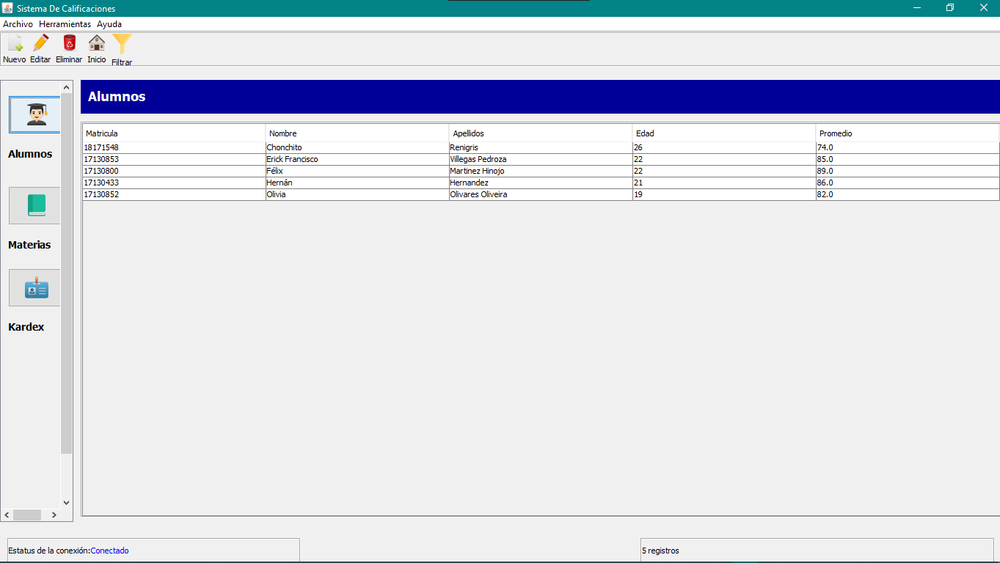 Sistema De Calificaciones
Archivo Herramientas Ayuda
Nuevo Editar Eliminar Inicio Filtrar
Alumnos
Materias
Kardex
Alumnos
Matricula Nombre Apellidos Edad Promedio
18171548 Chonchito Renigris 26 74.0
17130853 Erick Francisco Villegas Pedroza 22 85.0
17130800 Félix Martinez Hinojo 22 89.0
17130433 Hernán Hernandez 21 86.0
17130852 Olivia Olivares Oliveira 19 82.0
Estatus de la conexión:Conectado 5 registros